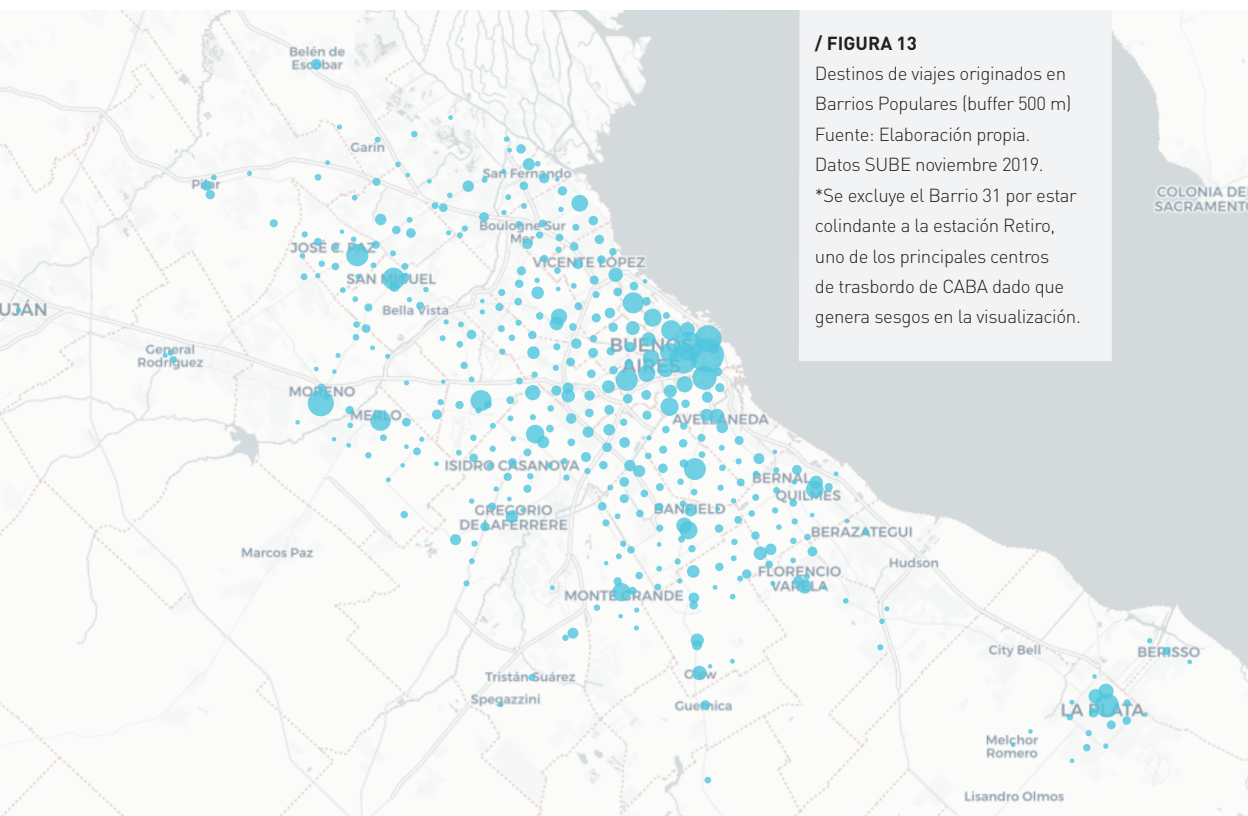 / FIGURA 13
Destinos de viajes originados en
Barrios Populares (buffer 500 m)
Fuente: Elaboración propia.
Datos SUBE noviembre 2019.
*Se excluye el Barrio 31 por estar
colindante a la estación Retiro,
uno de los principales centros
de trasbordo de CABA dado que
genera sesgos en la visualización.
Belén de
Escobar
Garín
Pilar
San Fernando
COLONIA DE
SACRAMENTO
Boulogne Sur
Mer
JOSÉ C. PAZ
VICENTE LÓPEZ
SAN MIGUEL
UJÁN
Bella Vista
BUENOS
AIRES
General
Rodríguez
MORENO
MERLO
AVELLANEDA
ISIDRO CASANOVA
BERNAL
QUILMES
GREGORIO
DE LAFERRERE
BANFIELD
BERAZATEGUI
Marcos Paz
Hudson
FLORENCIO
VARELA
MONTE GRANDE
City Bell
BERISSO
Tristán Suárez
Glew
Spegazzini
Guernica
LA PLATA
Melchor
Romero
Lisandro Olmos